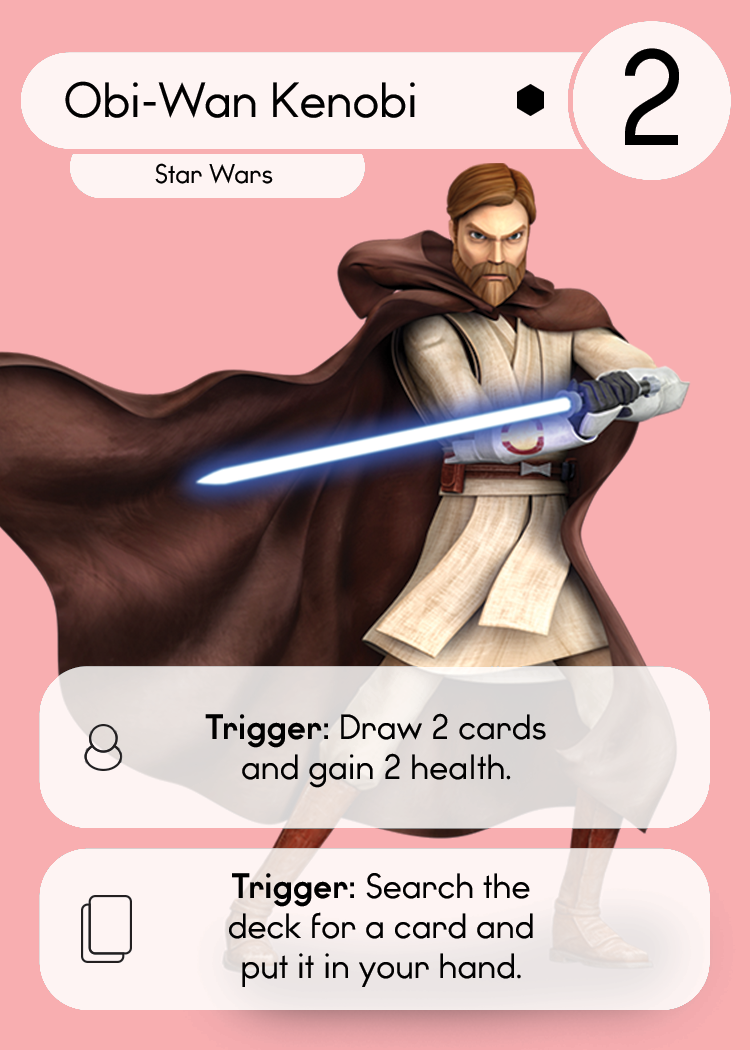 Obi-Wan Kenobi
2
Star Wars
Trigger: Draw 2 cards
and gain 2 health.
Trigger: Search the
deck for a card and
put it in your hand.